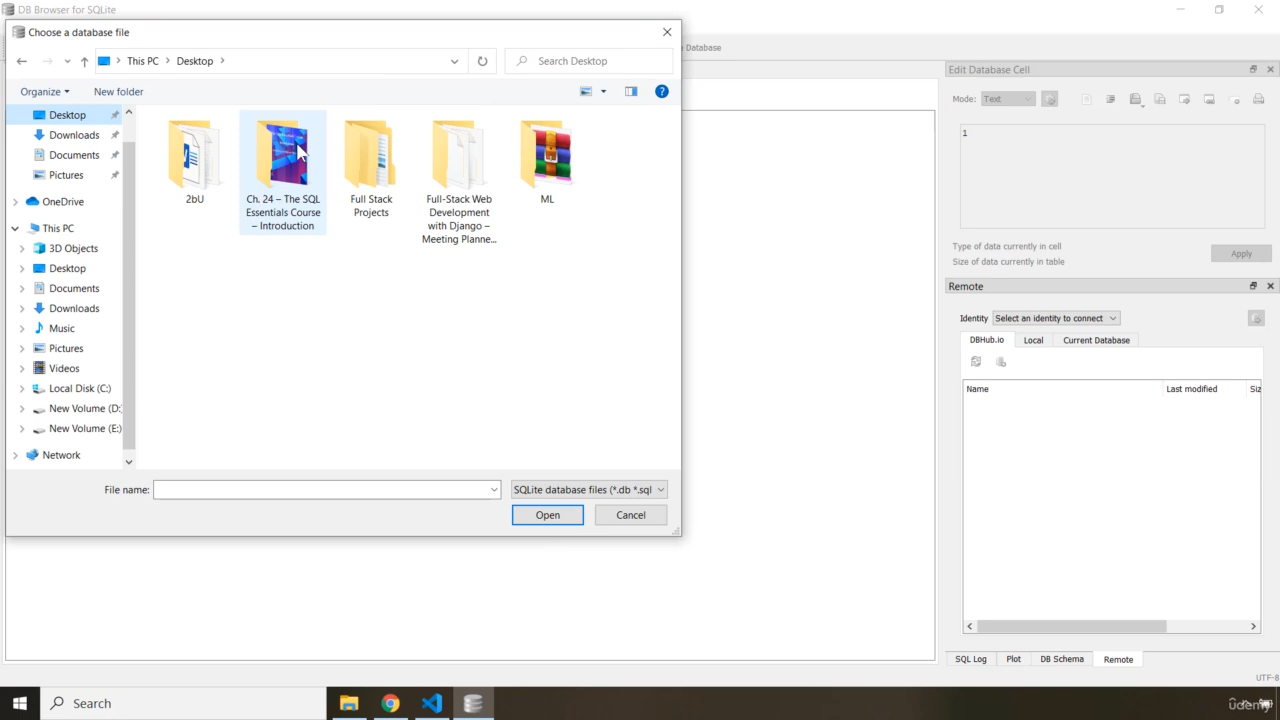 DB Browser for SQLite
Choose a database file
This PC
Desktop
Search Desktop
Organize
New folder
Desktop
Downloads
Documents
Pictures
OneDrive
This PC
3D Objects
Desktop
Documents
Downloads
Music
Pictures
Videos
Local Disk (C:)
New Volume (D:
New Volume (E:)
Network
2bU
Ch. 24 – The SQL
Essentials Course
– Introduction
Full Stack
Projects
Full-Stack Web
Development
with Django –
Meeting Planne...
ML
File name:
SQLite database files (*.db *.sql
Open
Cancel
Database
Edit Database Cell
Mode:
Text
1
Type of data currently in cell
Size of data currently in table
Apply
Remote
Identity
Select an identity to connect
DBHub.io
Local
Current Database
Name
Last modified
Siz
SQL Log
Plot
DB Schema
Remote
UTF-8
Search
udemy